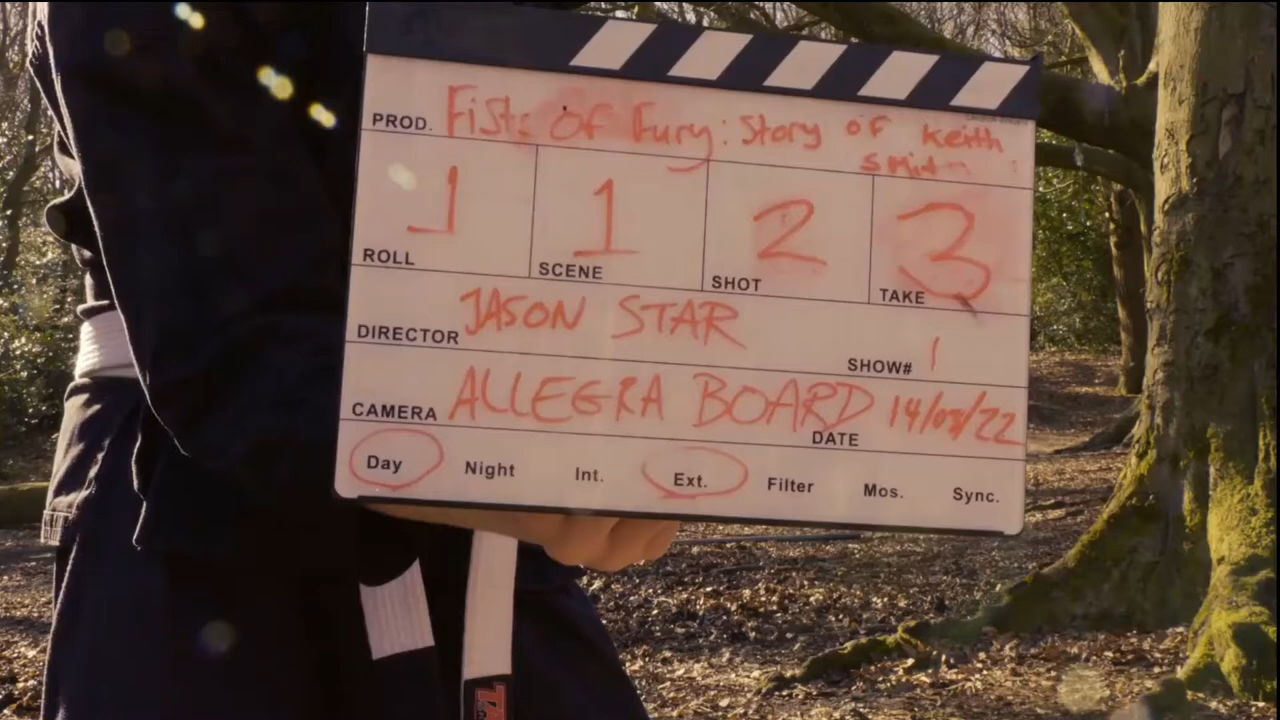 PROD. Fists Of Fury: Story OF Keith
Smith
1 1 2 3
ROLL SCENE SHOT TAKE
DIRECTOR JASON STAR
SHOW# 1
CAMERA ALLEGRA BOARD
DATE 14/03/22
Day Night Int. Ext. Filter Mos. Sync.